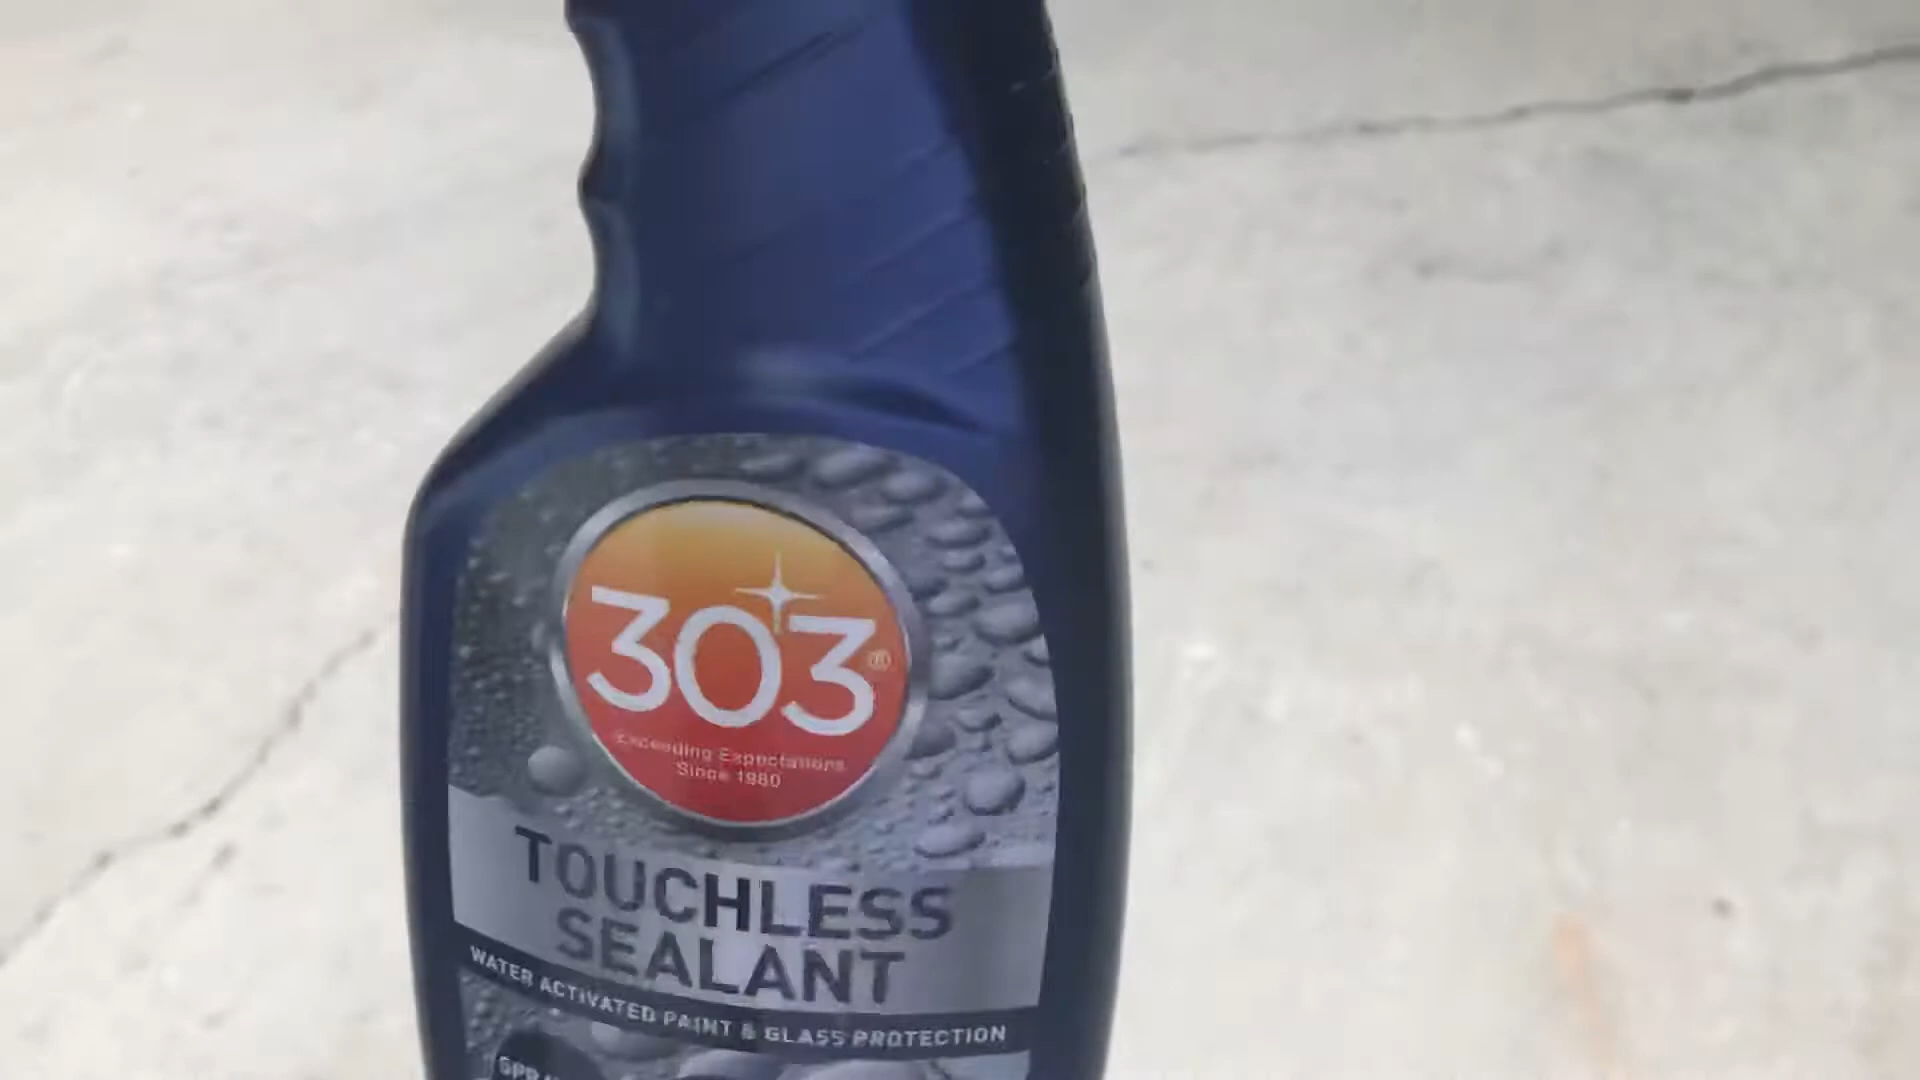 303®
Exceeding Expectations
Since 1980
TOUCHLESS
SEALANT
WATER ACTIVATED PAINT & GLASS PROTECTION